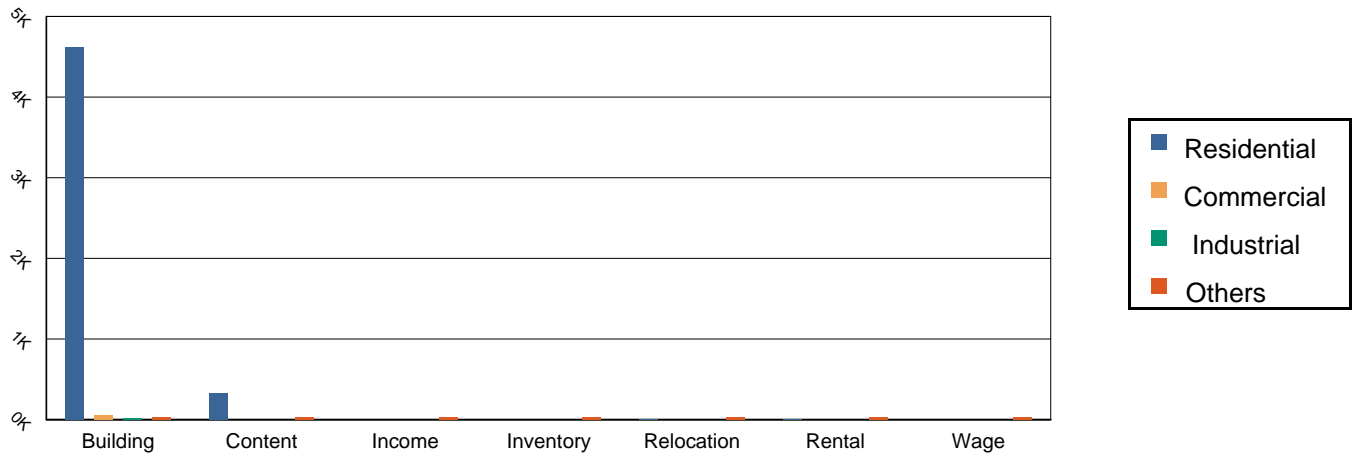 5K
4K
3K
2K
1K
0K
Building Content Income Inventory Relocation Rental Wage
Residential
Commercial
Industrial
Others